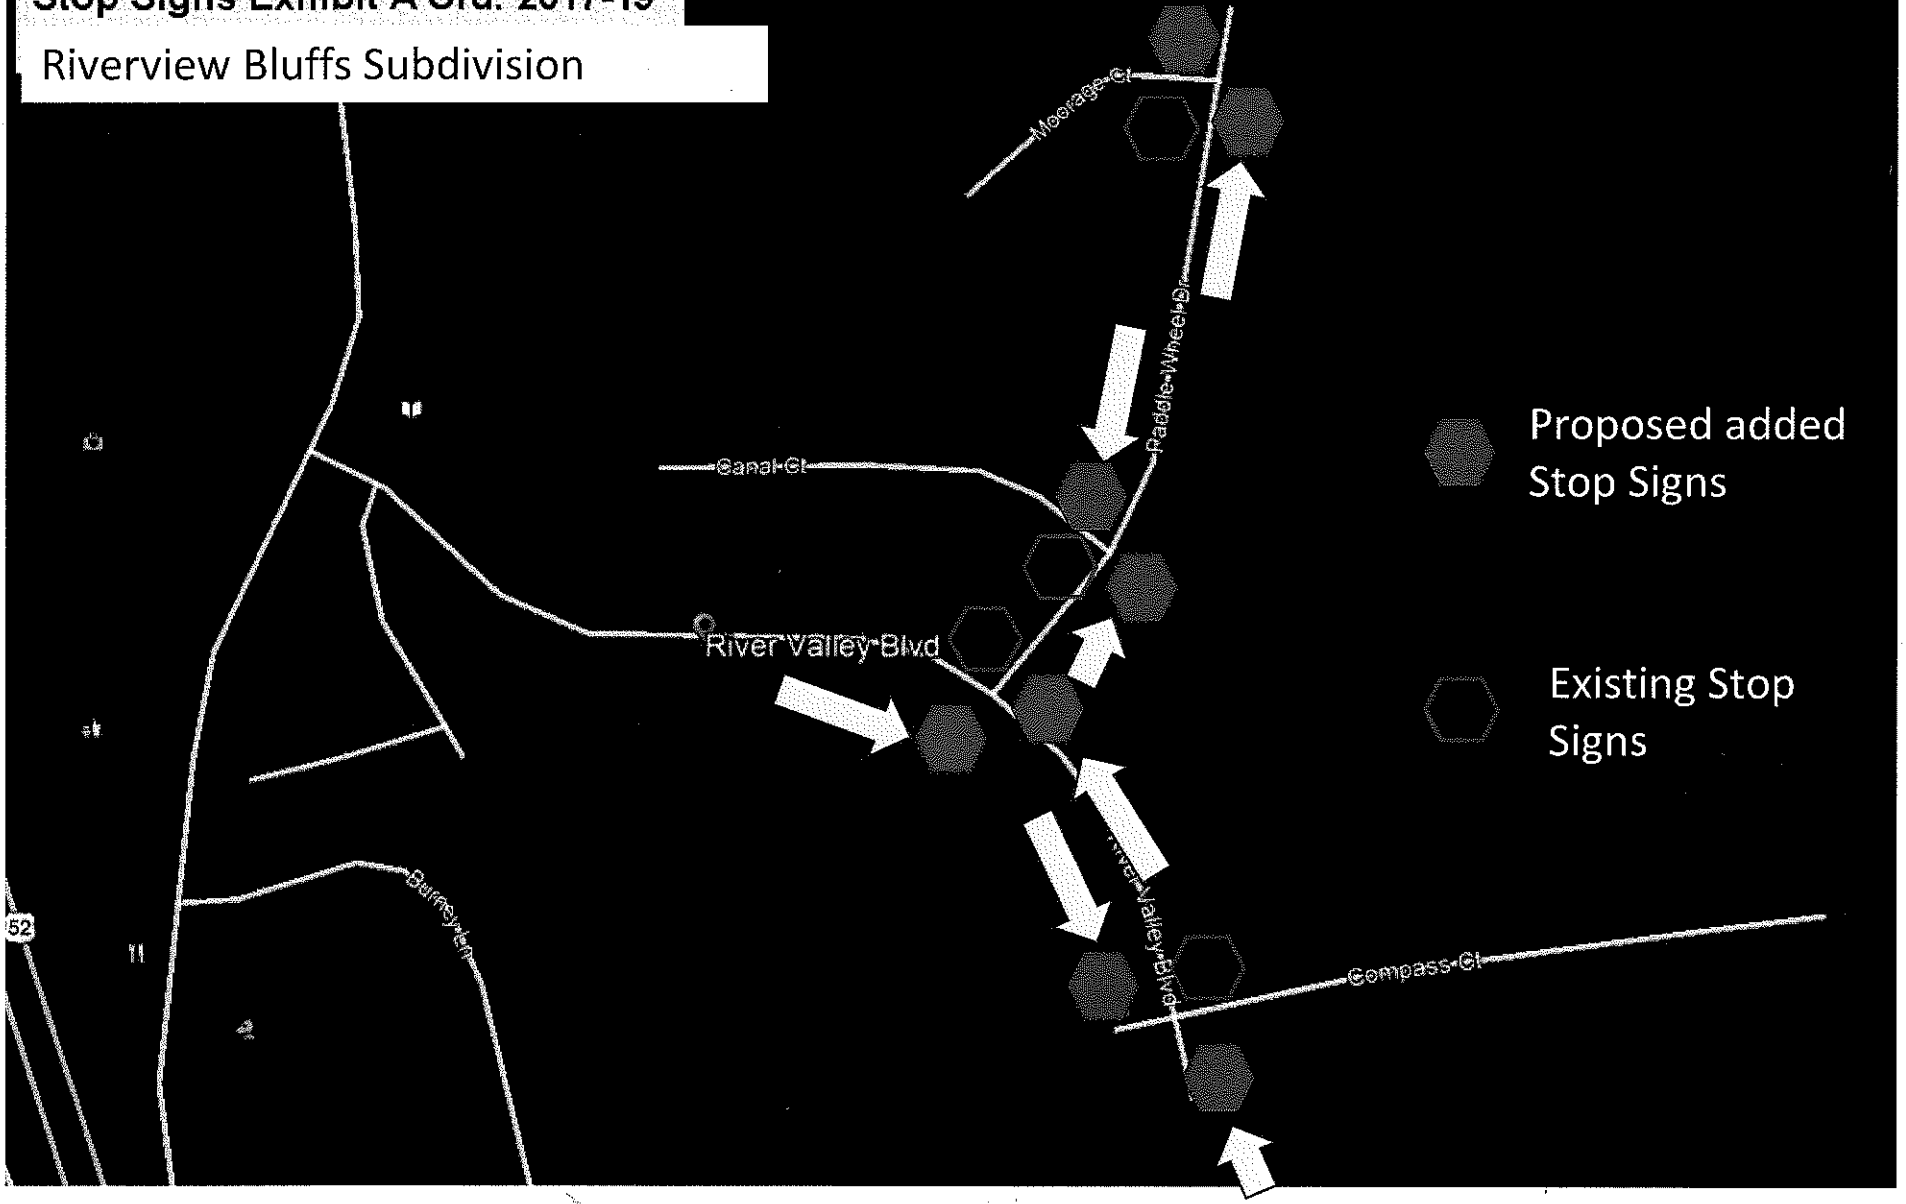 Stop Signs Exhibit A Ord. 2017-19
Riverview Bluffs Subdivision
Moorage Ct
Paddle Wheel Dr
Proposed added
Stop Signs
Canal Ct
River Valley Blvd
Existing Stop
Signs
River Valley Blvd
Burney Ln
52
Compass Ct